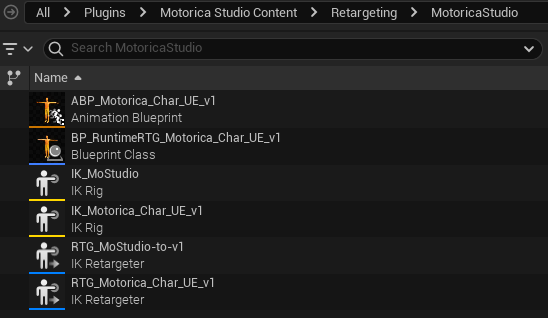 All > Plugins > Motorica Studio Content > Retargeting > MotoricaStudio
Search MotoricaStudio
Name
ABP_Motorica_Char_UE_v1
Animation Blueprint
BP_RuntimeRTG_Motorica_Char_UE_v1
Blueprint Class
IK_MoStudio
IK Rig
IK_Motorica_Char_UE_v1
IK Rig
RTG_MoStudio-to-v1
IK Retargeter
RTG_Motorica_Char_UE_v1
IK Retargeter